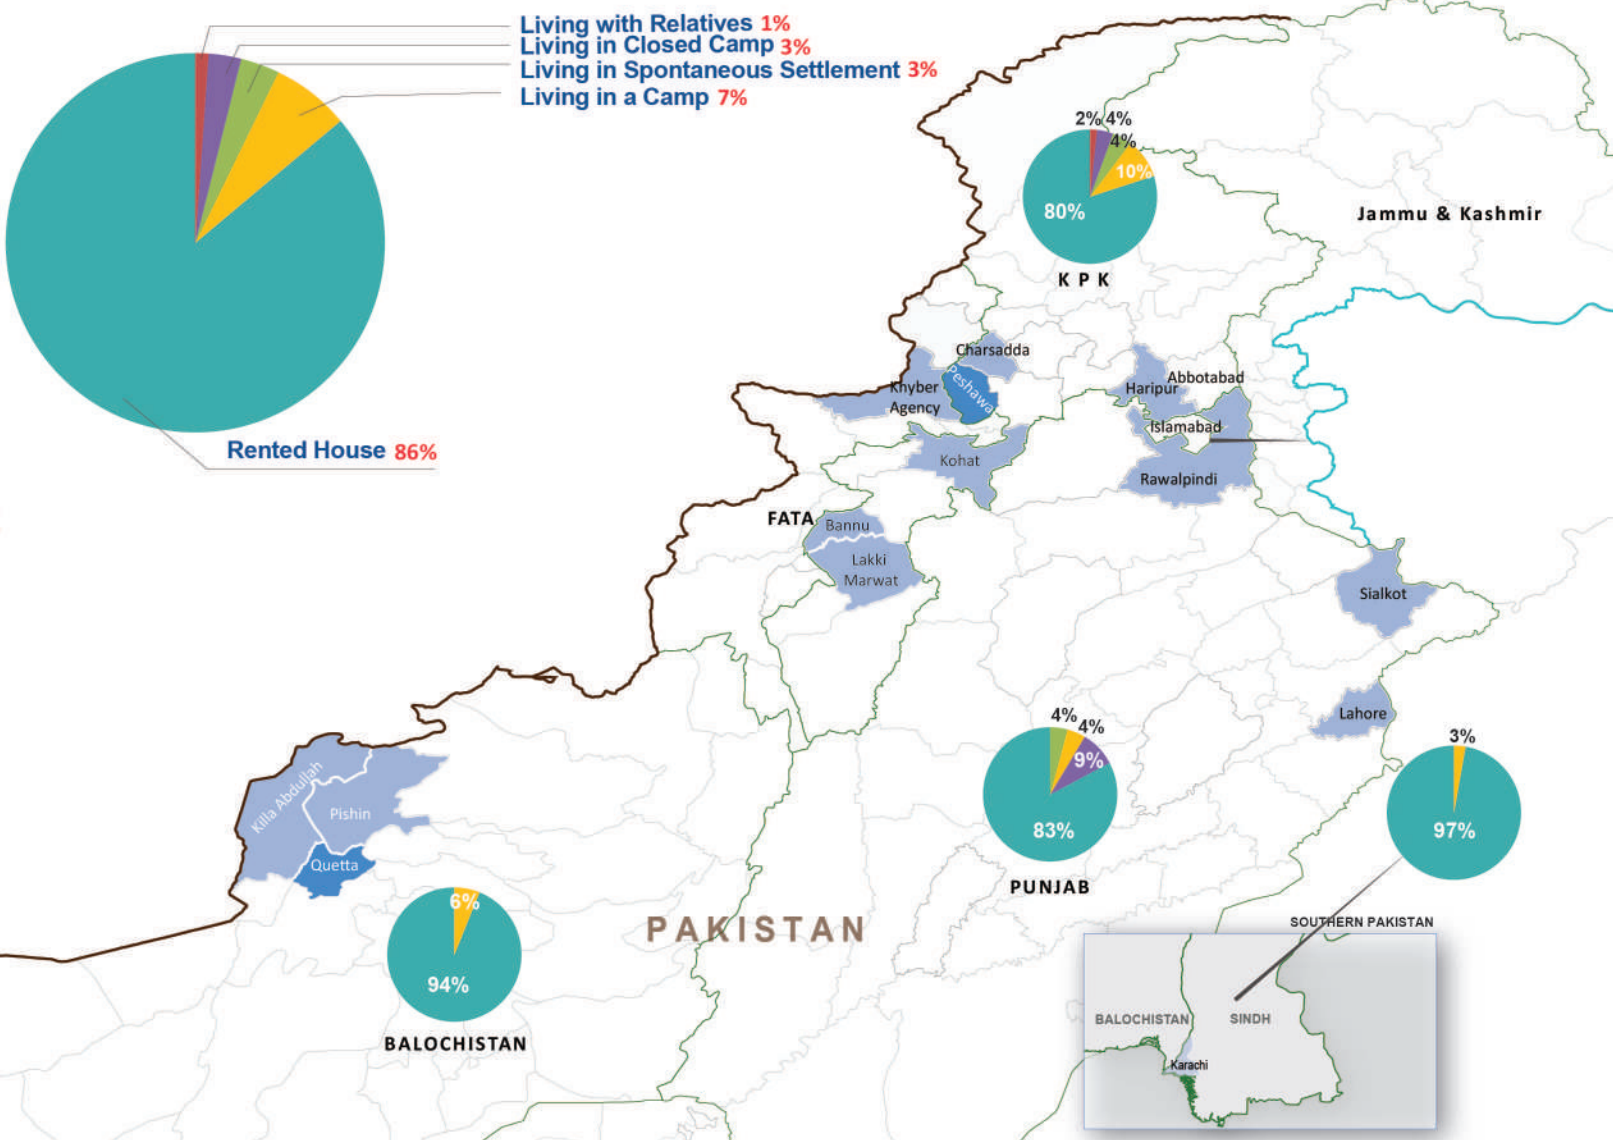 Living with Relatives 1%
Living in Closed Camp 3%
Living in Spontaneous Settlement 3%
Living in a Camp 7%
Rented House 86%
2% 4%
4%
10%
80%
K P K
Jammu & Kashmir
Charsadda
Khyber
Agency
Peshawa
Haripur
Abbotabad
Islamabad
Rawalpindi
Kohat
FATA
Bannu
Lakki
Marwat
Sialkot
Lahore
Killa Abdullah
Pishin
Quetta
4%
4%
9%
83%
PUNJAB
3%
97%
6%
94%
BALOCHISTAN
PAKISTAN
SOUTHERN PAKISTAN
BALOCHISTAN
SINDH
Karachi